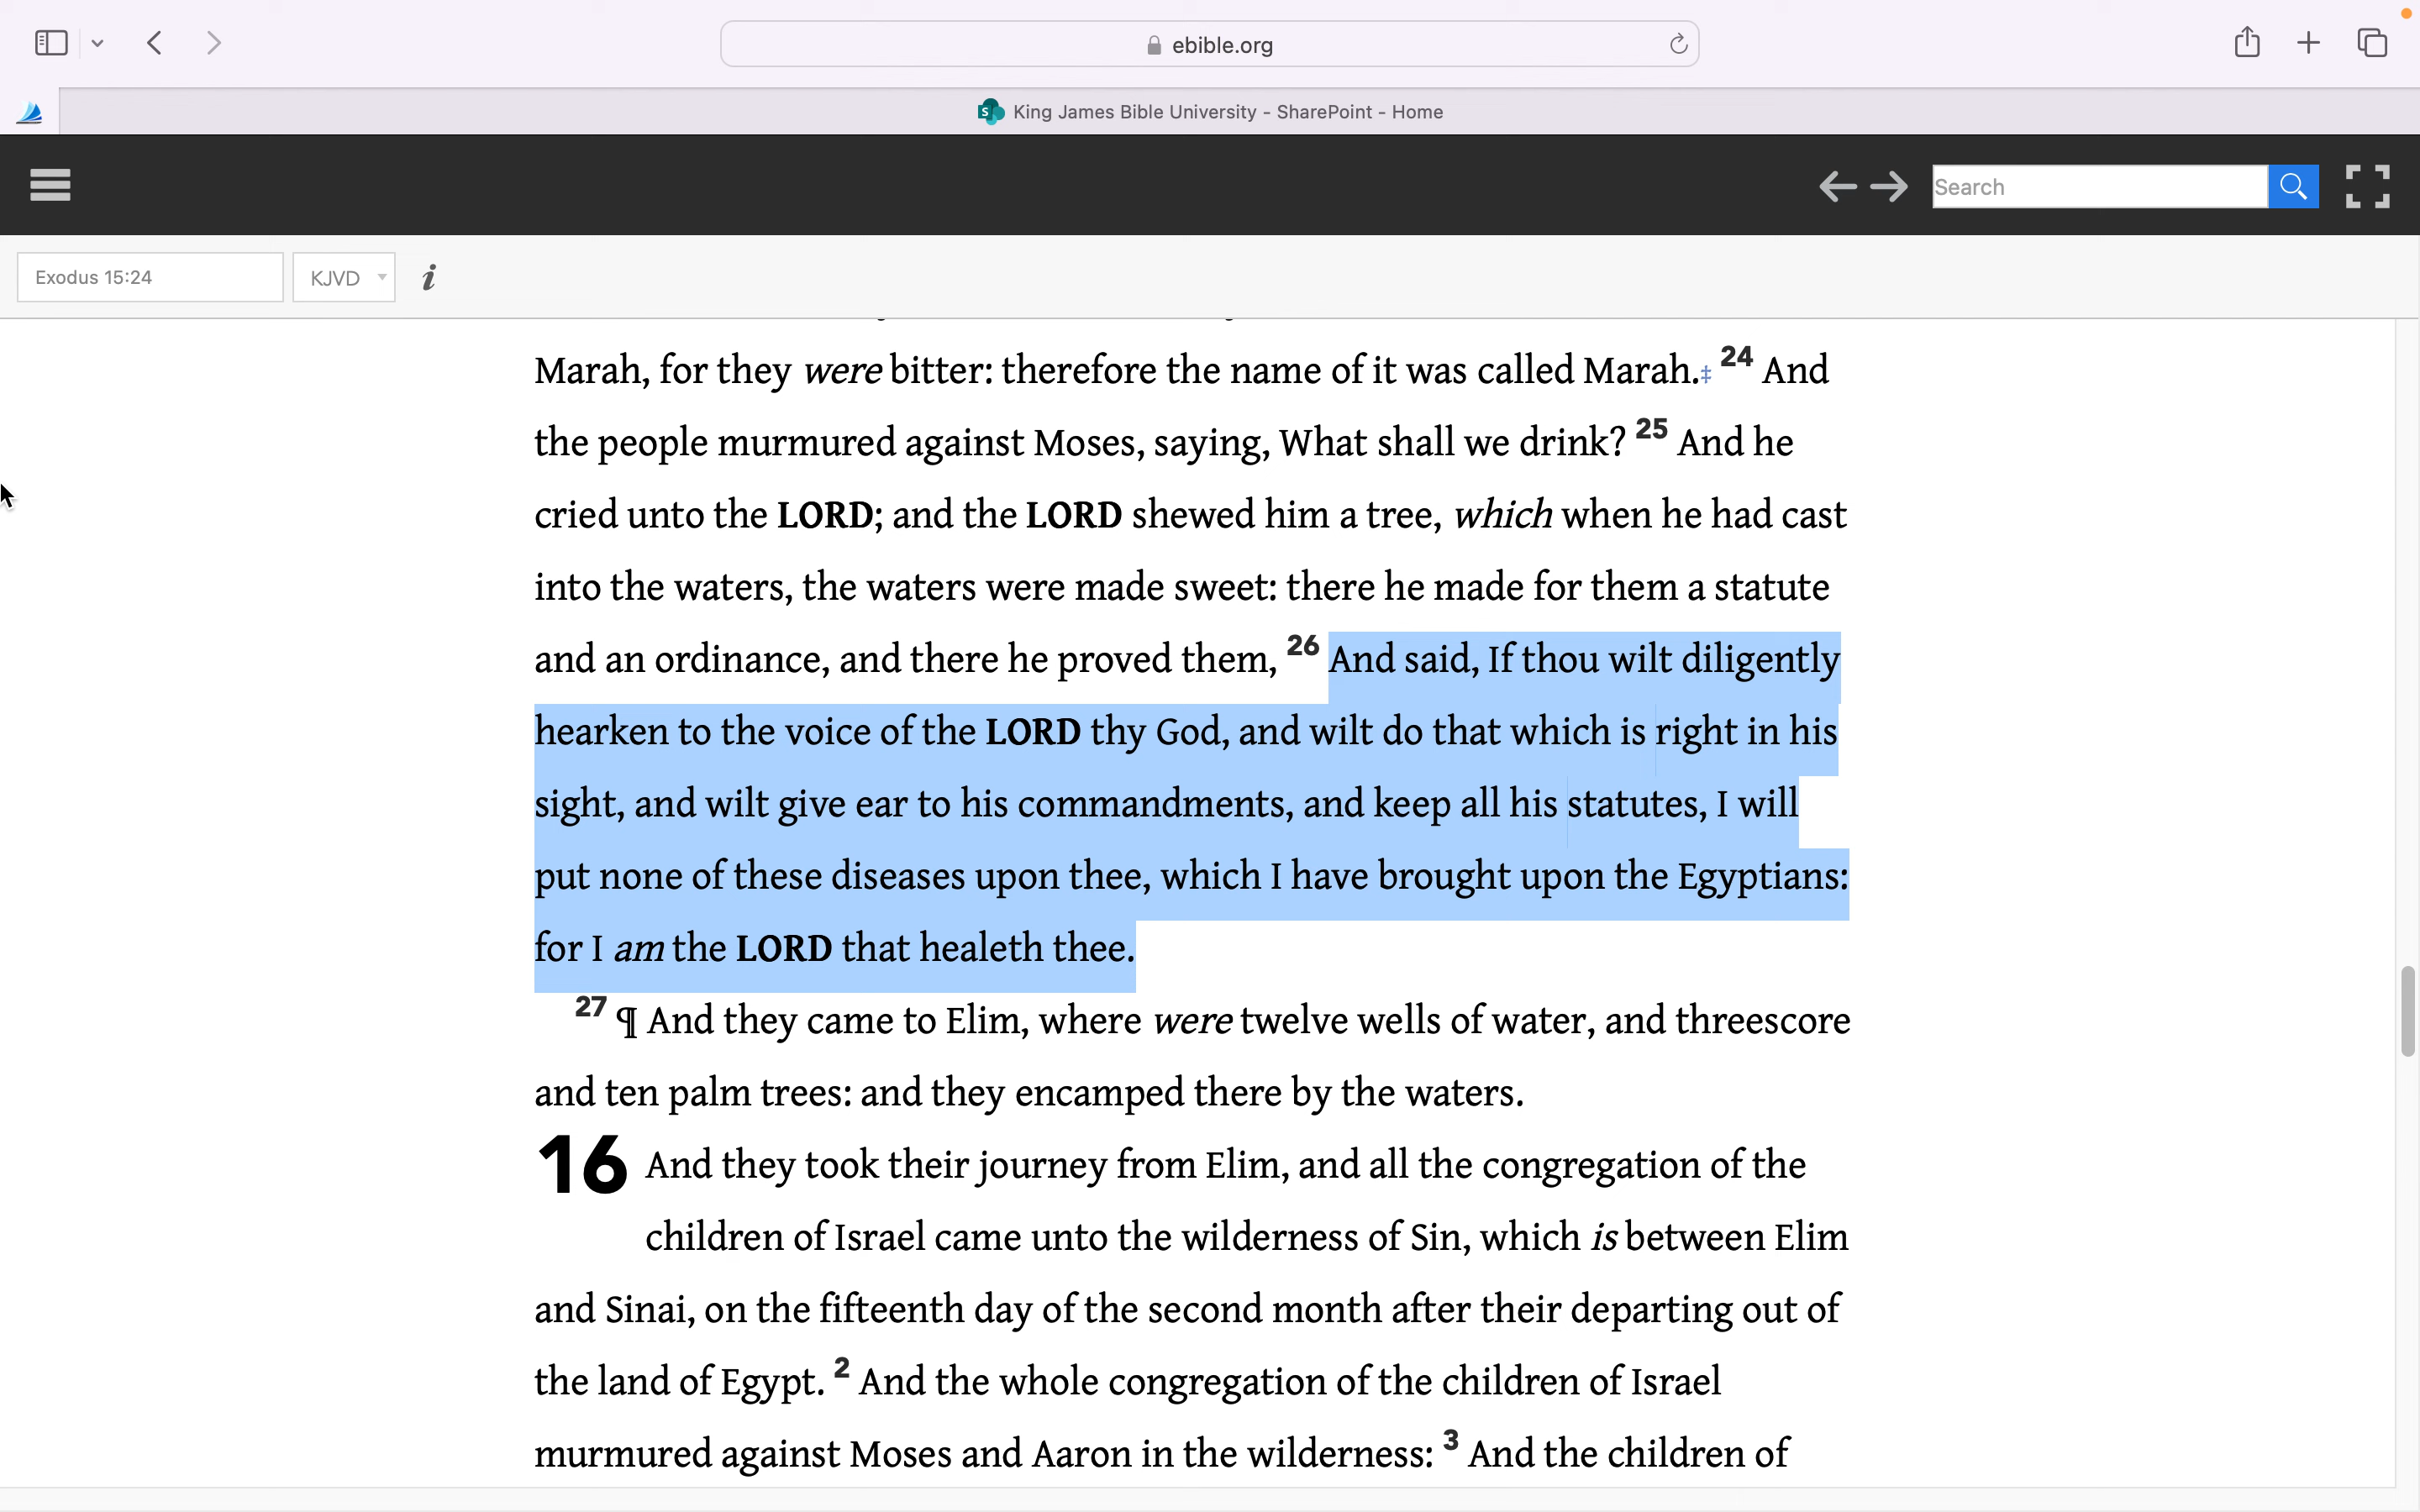 ebible.org
King James Bible University - SharePoint - Home
Search
Exodus 15:24
KJVD
i
Marah, for they were bitter: therefore the name of it was called Marah.‡ 24 And
the people murmured against Moses, saying, What shall we drink? 25 And he
cried unto the LORD; and the LORD shewed him a tree, which when he had cast
into the waters, the waters were made sweet: there he made for them a statute
and an ordinance, and there he proved them, 26 And said, If thou wilt diligently
hearken to the voice of the LORD thy God, and wilt do that which is right in his
sight, and wilt give ear to his commandments, and keep all his statutes, I will
put none of these diseases upon thee, which I have brought upon the Egyptians:
for I am the LORD that healeth thee.
27 ¶ And they came to Elim, where were twelve wells of water, and threescore
and ten palm trees: and they encamped there by the waters.
16 And they took their journey from Elim, and all the congregation of the
children of Israel came unto the wilderness of Sin, which is between Elim
and Sinai, on the fifteenth day of the second month after their departing out of
the land of Egypt. 2 And the whole congregation of the children of Israel
murmured against Moses and Aaron in the wilderness: 3 And the children of